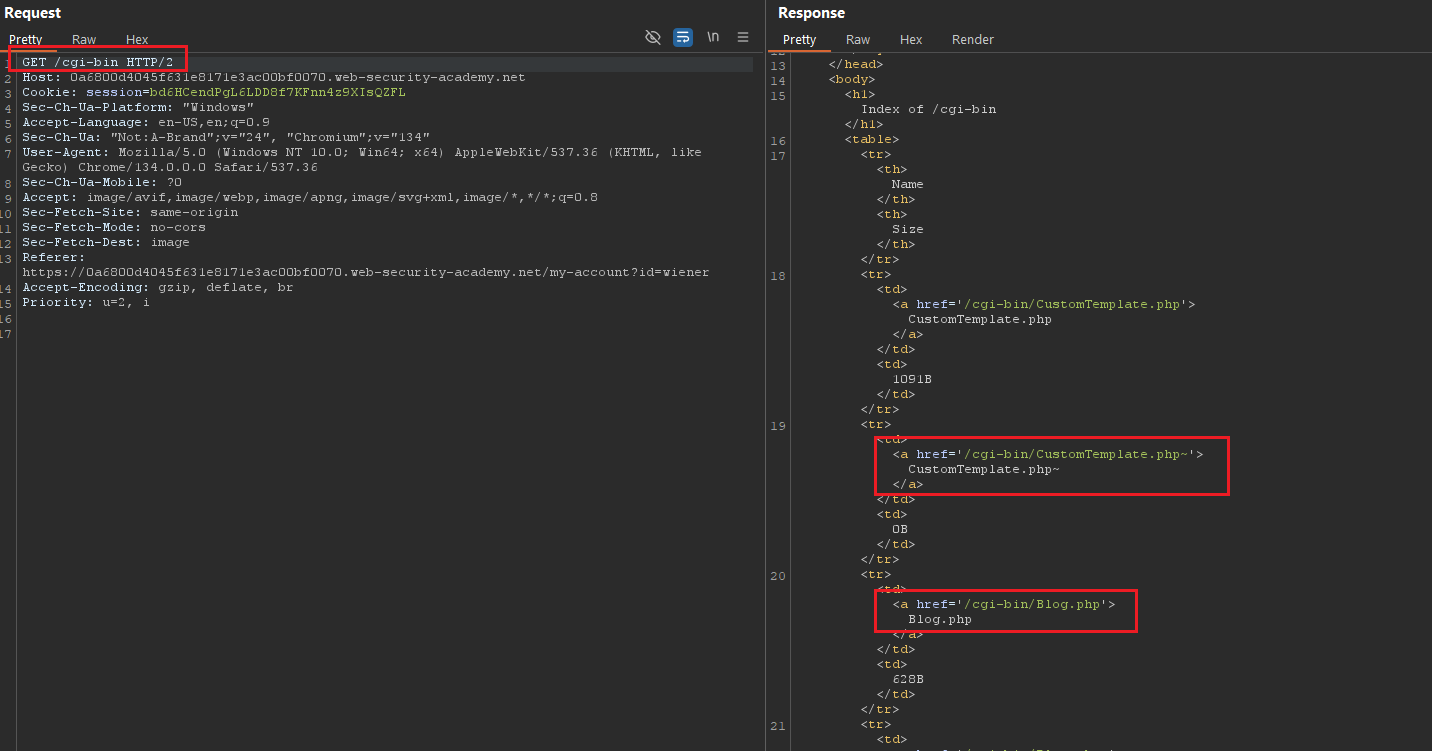 Request
Pretty Raw Hex
\n
1 GET /cgi-bin HTTP/2
2 Host: 0a6800d4045f631e8171e3ac00bf0070.web-security-academy.net
3 Cookie: session=bd6HCendPgL6LDD8f7KFnn4z9XIsQZFL
4 Sec-Ch-Ua-Platform: "Windows"
5 Accept-Language: en-US,en;q=0.9
6 Sec-Ch-Ua: "Not:A-Brand";v="24", "Chromium";v="134"
7 User-Agent: Mozilla/5.0 (Windows NT 10.0; Win64; x64) AppleWebKit/537.36 (KHTML, like
Gecko) Chrome/134.0.0.0 Safari/537.36
8 Sec-Ch-Ua-Mobile: ?0
9 Accept: image/avif,image/webp,image/apng,image/svg+xml,image/*,*/*;q=0.8
10 Sec-Fetch-Site: same-origin
11 Sec-Fetch-Mode: no-cors
12 Sec-Fetch-Dest: image
13 Referer:
https://0a6800d4045f631e8171e3ac00bf0070.web-security-academy.net/my-account?id=wiener
14 Accept-Encoding: gzip, deflate, br
15 Priority: u=2, i
16
17
Response
Pretty Raw Hex Render
13 </head>
14 <body>
15 <h1>
Index of /cgi-bin
</h1>
16 <table>
17 <tr>
<th>
Name
</th>
<th>
Size
</th>
</tr>
18 <tr>
<td>
<a href='/cgi-bin/CustomTemplate.php'>
CustomTemplate.php
</a>
</td>
<td>
1091B
</td>
</tr>
19 <tr>
<td>
<a href='/cgi-bin/CustomTemplate.php~'>
CustomTemplate.php~
</a>
</td>
<td>
0B
</td>
</tr>
20 <tr>
<td>
<a href='/cgi-bin/Blog.php'>
Blog.php
</a>
</td>
<td>
628B
</td>
</tr>
21 <tr>
<td>